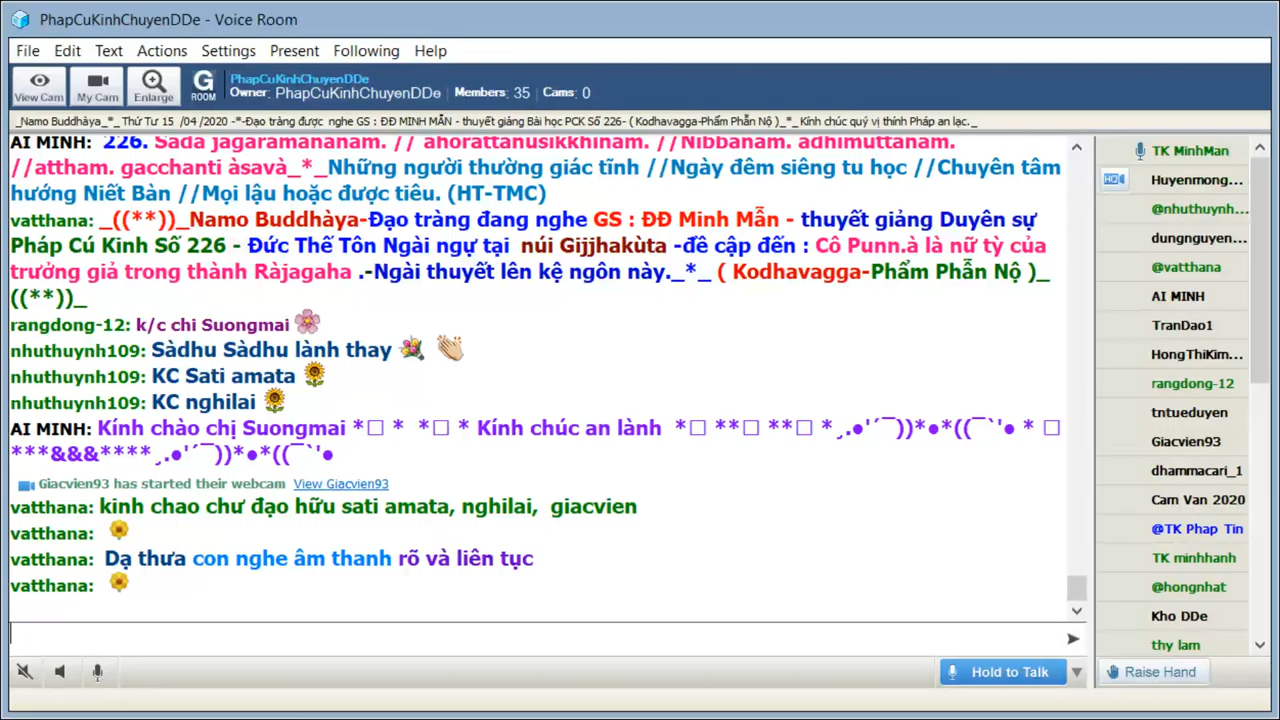 PhapCuKinhChuyenDDe - Voice Room
File Edit Text Actions Settings Present Following Help
View Cam My Cam Enlarge G ROOM
PhapCuKinhChuyenDDe
Owner: PhapCuKinhChuyenDDe Members: 35 Cams: 0
_Namo Buddhàya_*_ Thứ Tư 15 /04 /2020 -*-Đạo tràng được nghe GS : ĐĐ MINH MẪN - thuyết giảng Bài học PCK Số 226- ( Kodhavagga-Phẩm Phẫn Nộ )_*_ Kính chúc quý vị thính Pháp an lạc._
AI MINH: 226. Sadà jàgaramànànam. // ahorattànusikkhinam. //Nibbànam. adhimuttànam.
//attham. gacchanti àsavà_*_Những người thường giác tĩnh //Ngày đêm siêng tu học //Chuyên tâm
hướng Niết Bàn //Mọi lậu hoặc được tiêu. (HT-TMC)
vatthana: _((**))_Namo Buddhàya-Đạo tràng đang nghe GS : ĐĐ Minh Mẫn - thuyết giảng Duyên sự
Pháp Cú Kinh Số 226 - Đức Thế Tôn Ngài ngự tại núi Gijjhakùta -đề cập đến : Cô Punn.à là nữ tỳ của
trưởng giả trong thành Ràjagaha .-Ngài thuyết lên kệ ngôn này._*_ ( Kodhavagga-Phẩm Phẫn Nộ )_
((**))_
rangdong-12: k/c chi Suongmai
nhuthuynh109: Sàdhu Sàdhu lành thay
nhuthuynh109: KC Sati amata
nhuthuynh109: KC nghilai
AI MINH: Kính chào chị Suongmai *□ * *□ * Kính chúc an lành *□ **□ **□ *¸.●'´¯))*●*((¯`'● * □
***&&&****¸.●'´¯))*●*((¯`'●
Giacvien93 has started their webcam View Giacvien93
vatthana: kinh chao chư đạo hữu sati amata, nghilai, giacvien
vatthana:
vatthana: Dạ thưa con nghe âm thanh rõ và liên tục
vatthana:
Hold to Talk
TK MinhMan
HQ Huyenmong...
@nhuthuynh...
dungnguyen...
@vatthana
AI MINH
TranDao1
HongThiKim...
rangdong-12
tntueduyen
Giacvien93
dhammacari_1
Cam Van 2020
@TK Phap Tin
TK minhhanh
@hongnhat
Kho DDe
thy lam
Raise Hand